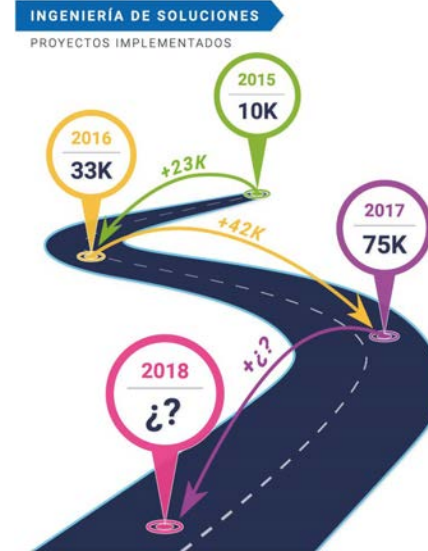 INGENIERÍA DE SOLUCIONES
PROYECTOS IMPLEMENTADOS
2015
10K
2016
33K
+23K
+42K
2017
75K
+¿?
2018
¿?